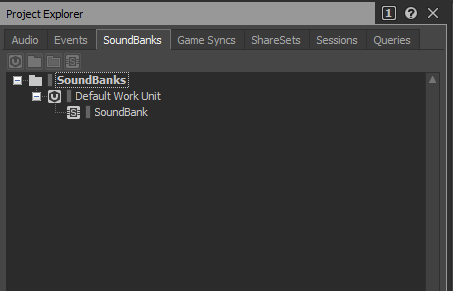 Project Explorer 1 ?
Audio Events SoundBanks Game Syncs ShareSets Sessions Queries
SoundBanks
Default Work Unit
SoundBank